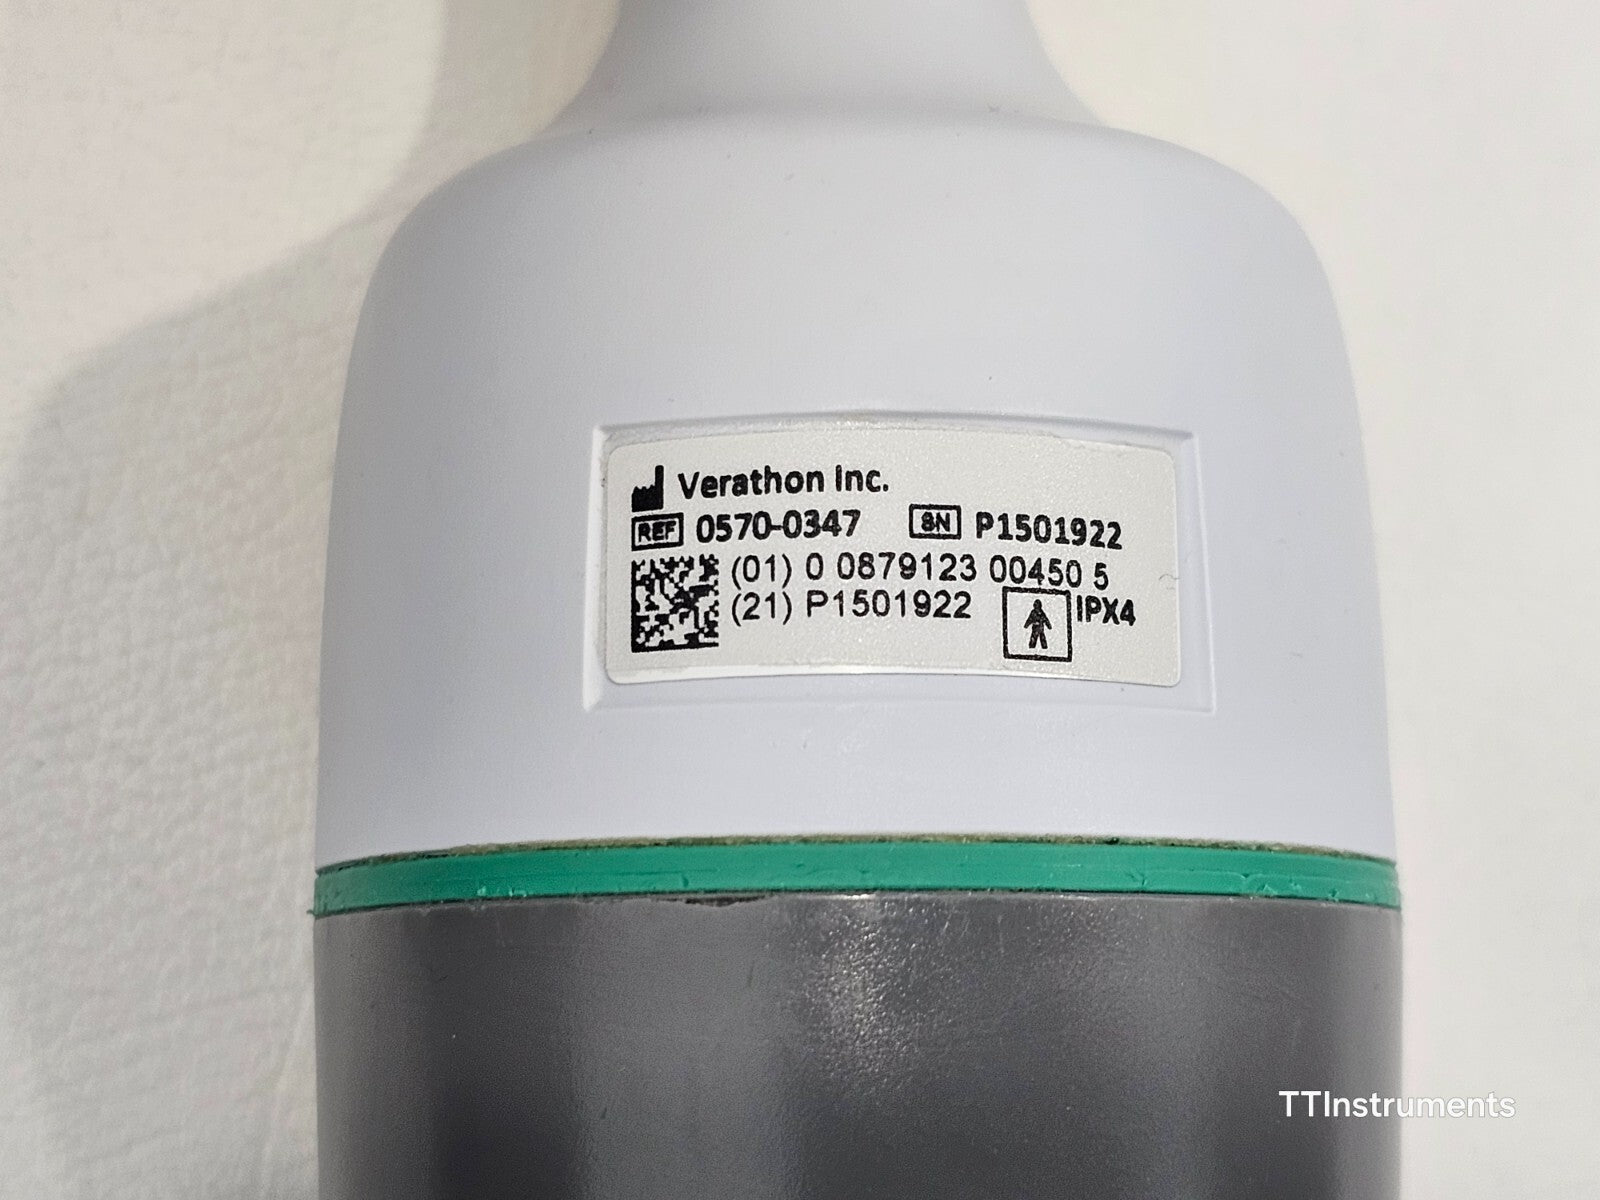 Verathon Inc.
REF 0570-0347 SN P1501922
(01) 0 0879123 00450 5
(21) P1501922 IPX4
TTInstruments